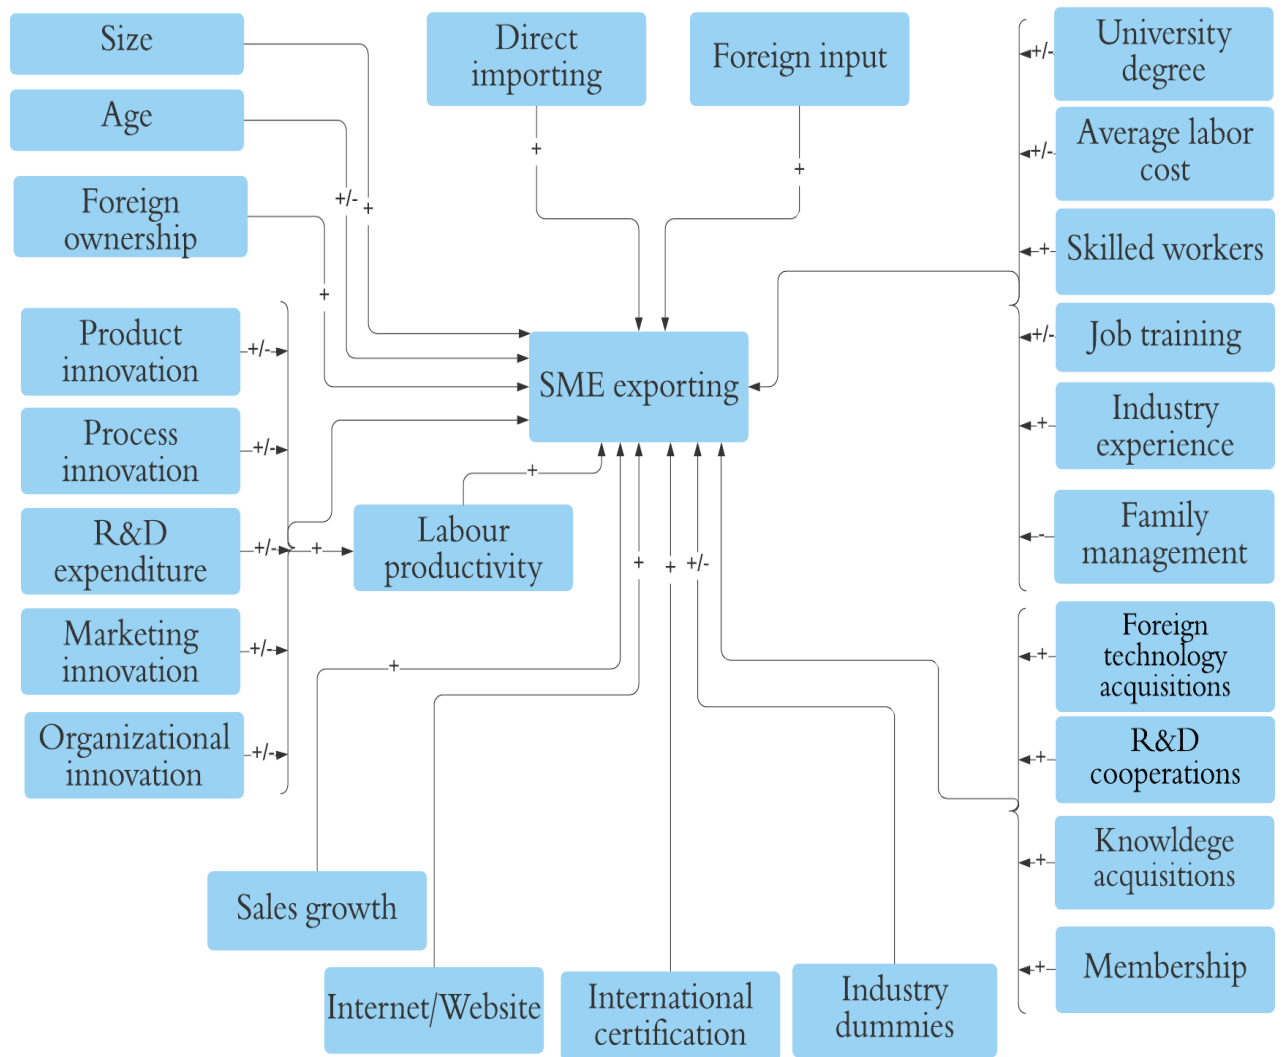 Size
Age
Foreign
ownership
Direct
importing
Foreign input
University
degree
Average labor
cost
Skilled workers
Job training
Industry
experience
Family
management
+
+/-
+
+
+
+/-
+/-
+
+/-
+
-
Product
innovation
+/-
Process
innovation
+/-
R&D
expenditure
+/-
Marketing
innovation
+/-
Organizational
innovation
+/-
SME exporting
+
+
Labour
productivity
+
+
+
+/-
Sales growth
Internet/Website
International
certification
Industry
dummies
Foreign
technology
acquisitions
+
R&D
cooperations
+
Knowldege
acquisitions
+
Membership
+